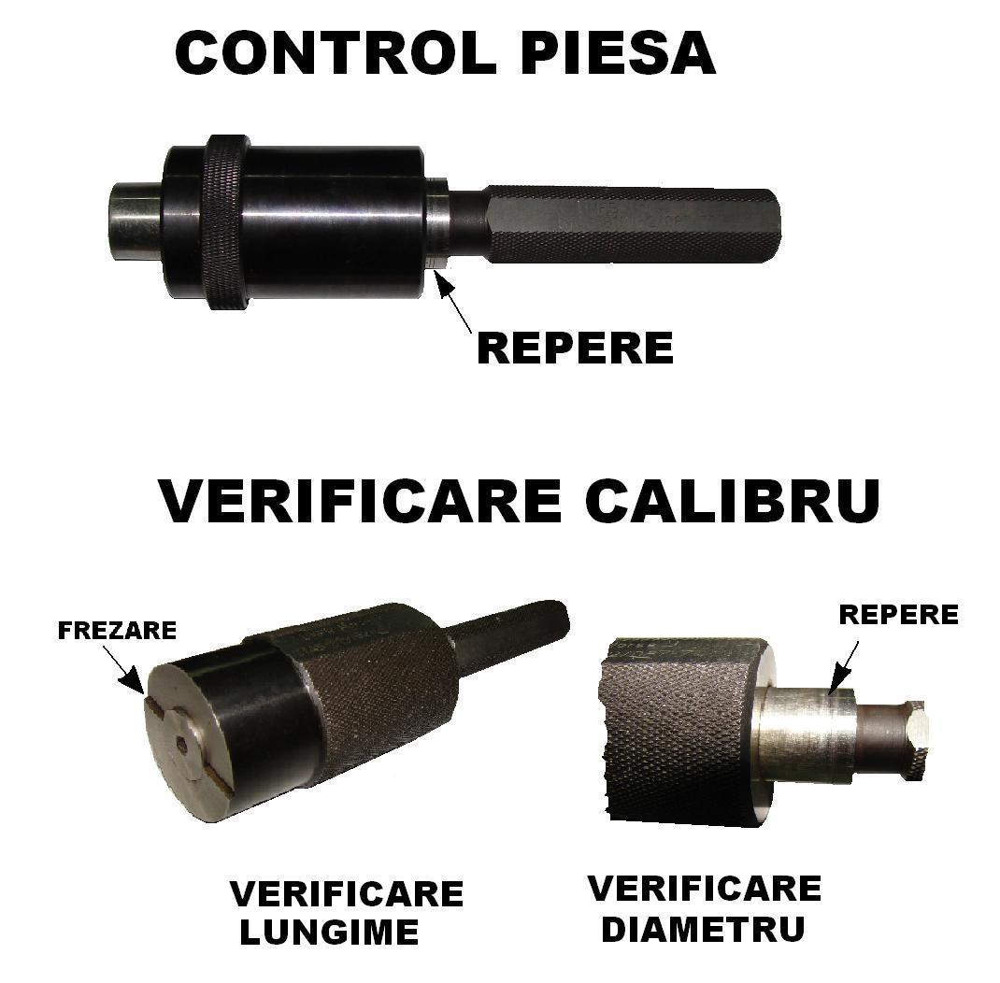 CONTROL PIESA
REPERE
VERIFICARE CALIBRU
FREZARE
REPERE
VERIFICARE
LUNGIME
VERIFICARE
DIAMETRU